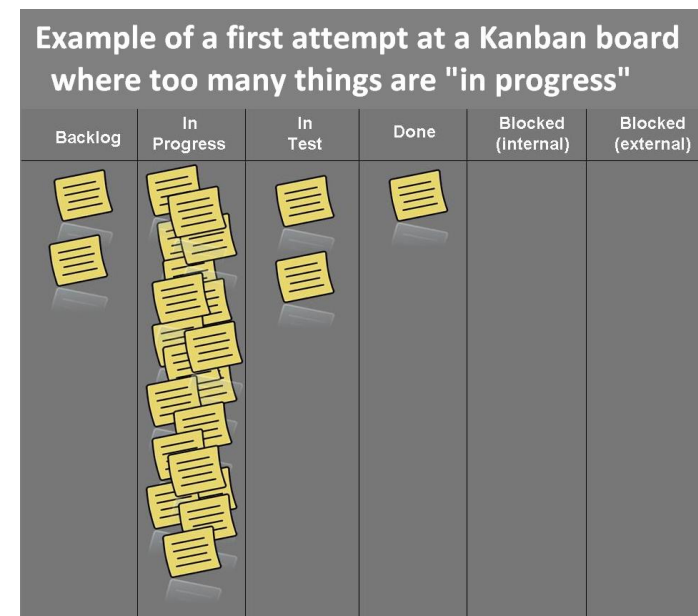 Example of a first attempt at a Kanban board
where too many things are "in progress"
Backlog
In
Progress
In
Test
Done
Blocked
(internal)
Blocked
(external)